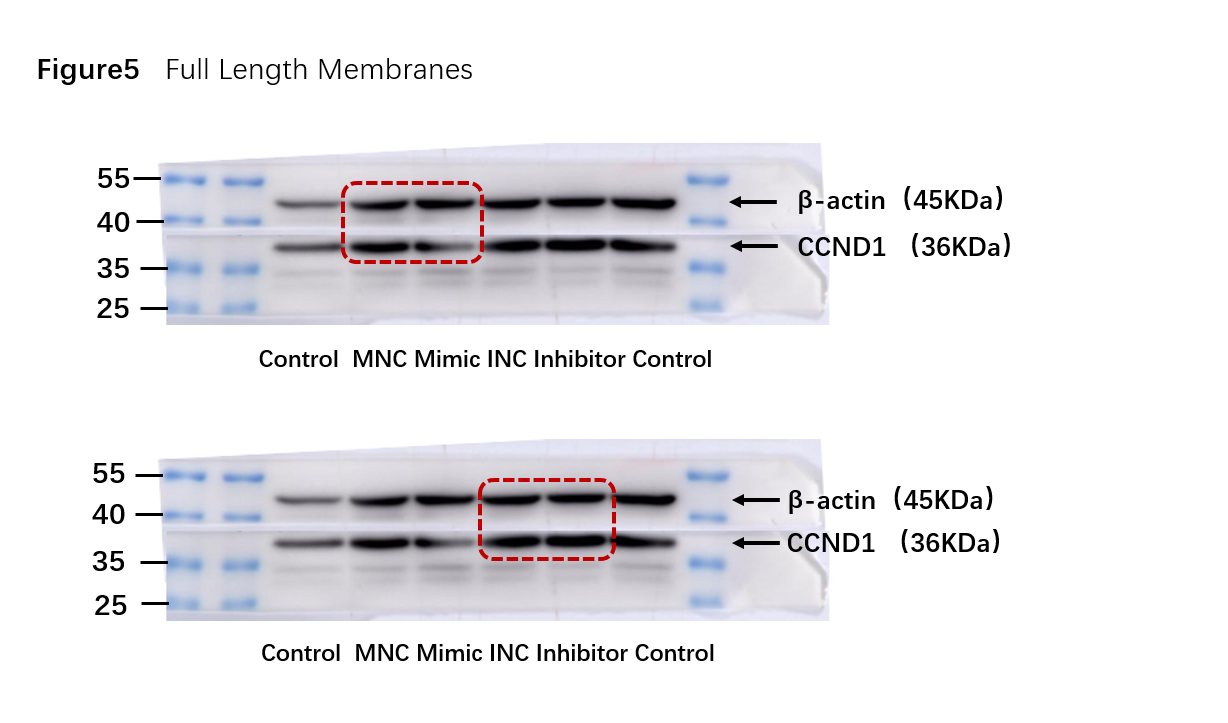 Figure5 Full Length Membranes
55
β-actin（45KDa）
40
CCND1 （36KDa）
35
25
Control MNC Mimic INC Inhibitor Control
55
β-actin（45KDa）
40
CCND1 （36KDa）
35
25
Control MNC Mimic INC Inhibitor Control